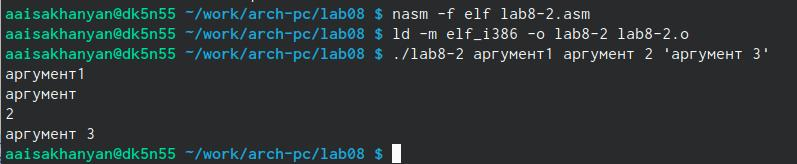 aaisakhanyan@dk5n55 ~/work/arch-pc/lab08 $ nasm -f elf lab8-2.asm
aaisakhanyan@dk5n55 ~/work/arch-pc/lab08 $ ld -m elf_i386 -o lab8-2 lab8-2.o
aaisakhanyan@dk5n55 ~/work/arch-pc/lab08 $ ./lab8-2 аргумент1 аргумент 2 'аргумент 3'
аргумент1
аргумент
2
аргумент 3
aaisakhanyan@dk5n55 ~/work/arch-pc/lab08 $